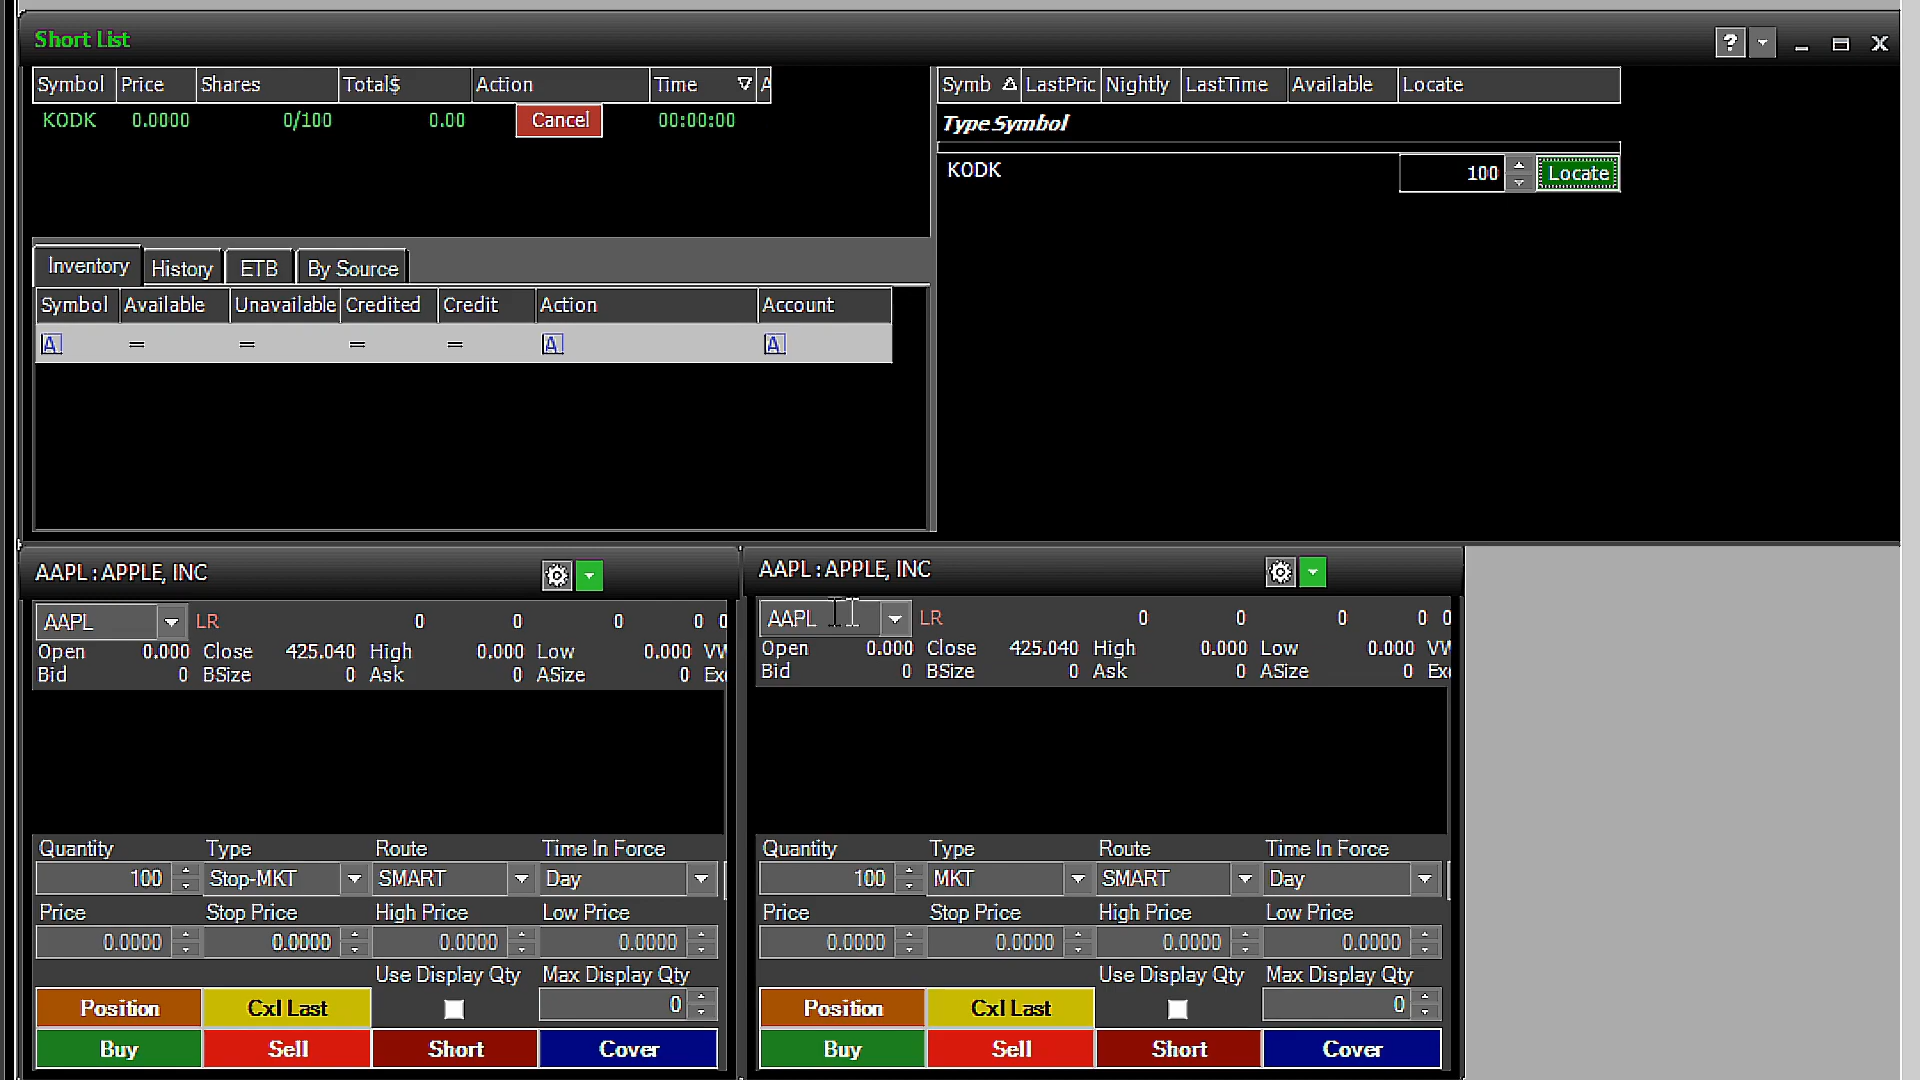 Short List
?
Symbol Price Shares Total$ Action Time A
KODK 0.0000 0/100 0.00 Cancel 00:00:00
Symb LastPric Nightly LastTime Available Locate
Type Symbol
KODK 100 Locate
Inventory History ETB By Source
Symbol Available Unavailable Credited Credit Action Account
A = = = = A A
AAPL : APPLE, INC
AAPL LR 0 0 0 0 0
Open 0.000 Close 425.040 High 0.000 Low 0.000 VW
Bid 0 BSize 0 Ask 0 ASize 0 Exc
Quantity Type Route Time In Force
100 Stop-MKT SMART Day
Price Stop Price High Price Low Price
0.0000 0.0000 0.0000 0.0000
Use Display Qty Max Display Qty
Position Cxl Last 0
Buy Sell Short Cover
AAPL : APPLE, INC
AAPL LR 0 0 0 0 0
Open 0.000 Close 425.040 High 0.000 Low 0.000 VW
Bid 0 BSize 0 Ask 0 ASize 0 Exc
Quantity Type Route Time In Force
100 MKT SMART Day
Price Stop Price High Price Low Price
0.0000 0.0000 0.0000 0.0000
Use Display Qty Max Display Qty
Position Cxl Last 0
Buy Sell Short Cover